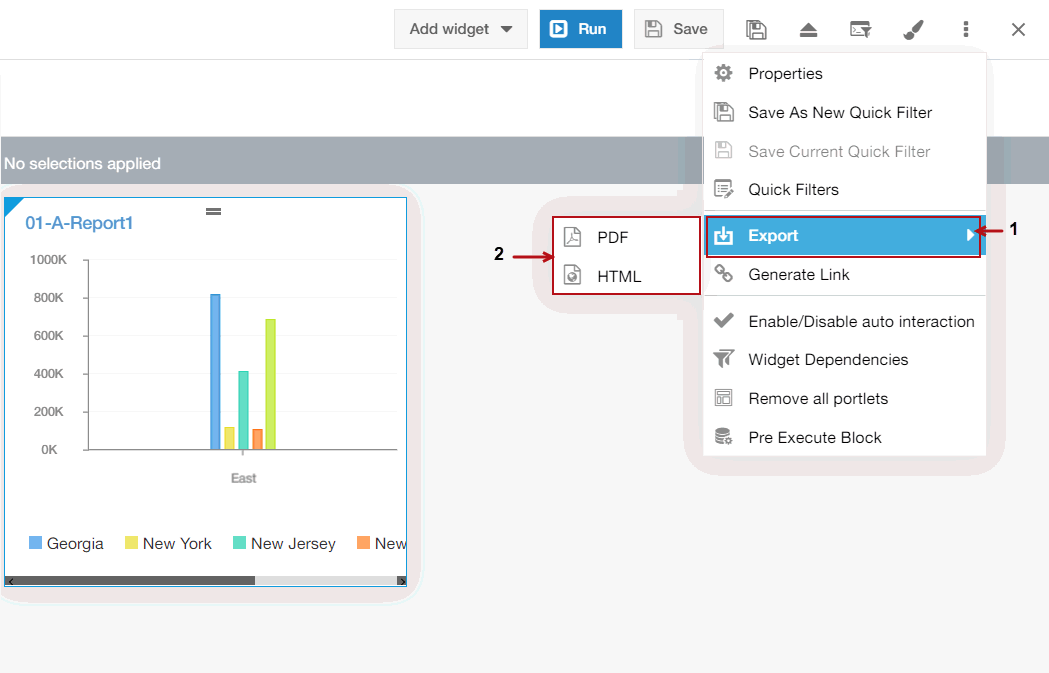 Add widget
Run
Save
Properties
Save As New Quick Filter
Save Current Quick Filter
Quick Filters
Export
1
Generate Link
Enable/Disable auto interaction
Widget Dependencies
Remove all portlets
Pre Execute Block
2
PDF
HTML
No selections applied
01-A-Report1
1000K
800K
600K
400K
200K
0K
East
Georgia
New York
New Jersey
New